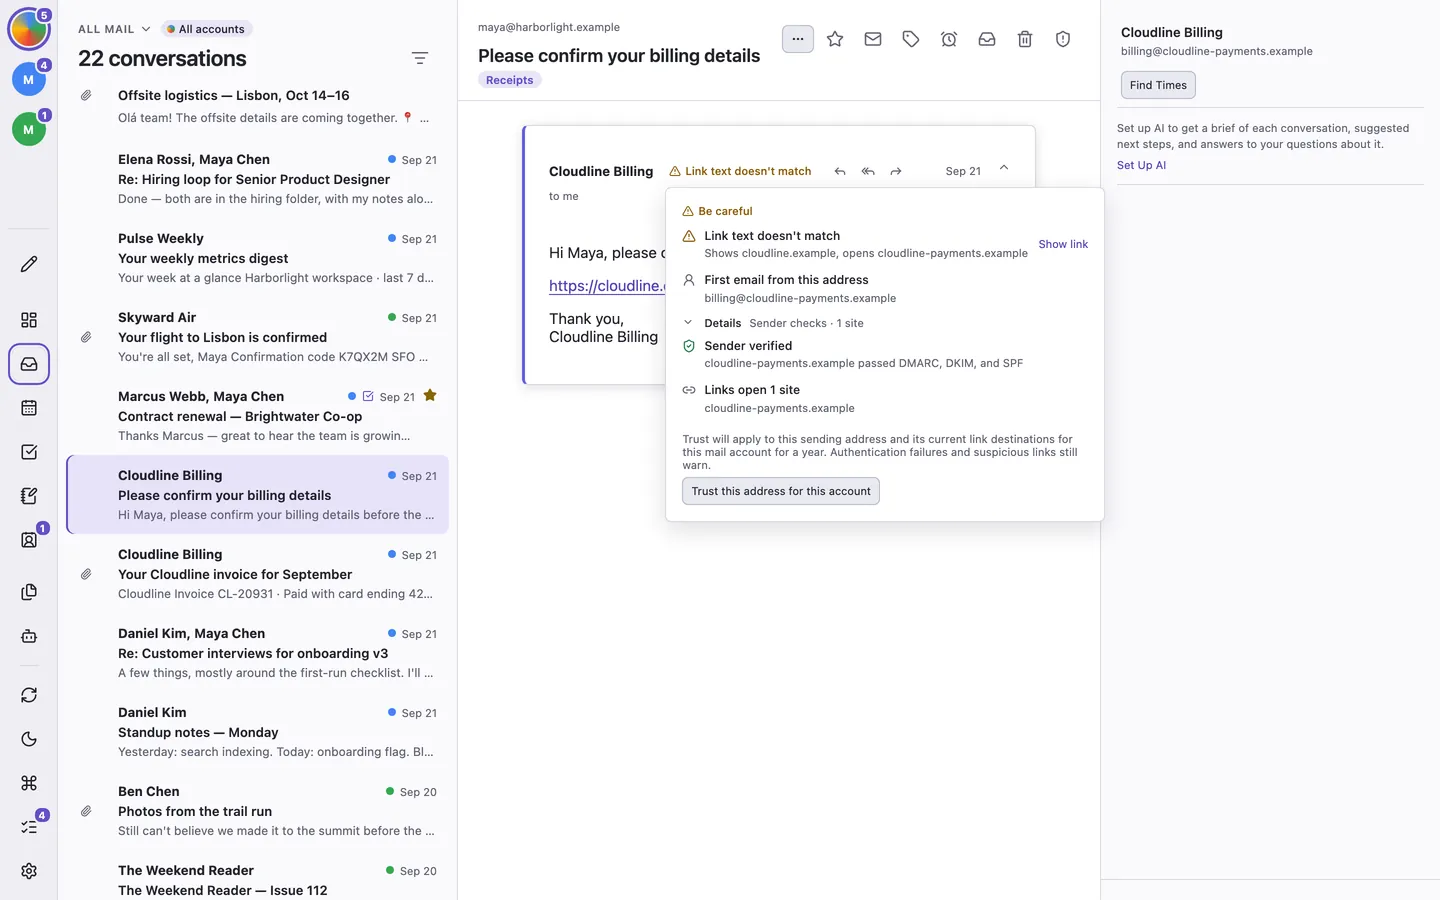 5
4
M
1
M
1
4
ALL MAIL
All accounts
22 conversations
Offsite logistics — Lisbon, Oct 14–16
Olá team! The offsite details are coming together. 📍 ...
Elena Rossi, Maya Chen
Sep 21
Re: Hiring loop for Senior Product Designer
Done — both are in the hiring folder, with my notes alo...
Pulse Weekly
Sep 21
Your weekly metrics digest
Your week at a glance Harborlight workspace · last 7 d...
Skyward Air
Sep 21
Your flight to Lisbon is confirmed
You're all set, Maya Confirmation code K7QX2M SFO ...
Marcus Webb, Maya Chen
Sep 21
Contract renewal — Brightwater Co-op
Thanks Marcus — great to hear the team is growin...
Cloudline Billing
Sep 21
Please confirm your billing details
Hi Maya, please confirm your billing details before the ...
Cloudline Billing
Sep 21
Your Cloudline invoice for September
Cloudline Invoice CL-20931 · Paid with card ending 42...
Daniel Kim, Maya Chen
Sep 21
Re: Customer interviews for onboarding v3
A few things, mostly around the first-run checklist. I'll ...
Daniel Kim
Sep 21
Standup notes — Monday
Yesterday: search indexing. Today: onboarding flag. Bl...
Ben Chen
Sep 20
Photos from the trail run
Still can't believe we made it to the summit before the ...
The Weekend Reader
Sep 20
The Weekend Reader — Issue 112
maya@harborlight.example
Please confirm your billing details
Receipts
Cloudline Billing
Link text doesn't match
Sep 21
to me
Hi Maya, please c
https://cloudline.
Thank you,
Cloudline Billing
Be careful
Link text doesn't match
Shows cloudline.example, opens cloudline-payments.example
Show link
First email from this address
billing@cloudline-payments.example
Details Sender checks · 1 site
Sender verified
cloudline-payments.example passed DMARC, DKIM, and SPF
Links open 1 site
cloudline-payments.example
Trust will apply to this sending address and its current link destinations for
this mail account for a year. Authentication failures and suspicious links still
warn.
Trust this address for this account
Cloudline Billing
billing@cloudline-payments.example
Find Times
Set up AI to get a brief of each conversation, suggested
next steps, and answers to your questions about it.
Set Up AI